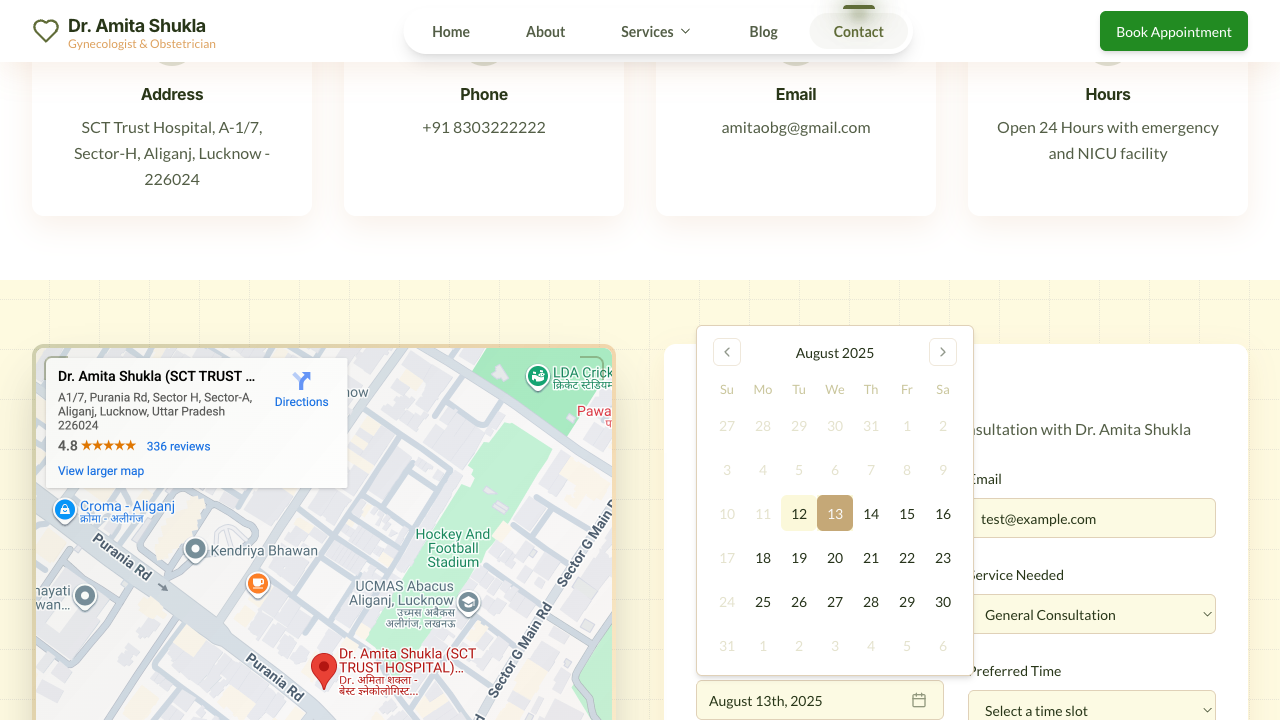 Dr. Amita Shukla
Gynecologist & Obstetrician
Home
About
Services
Blog
Contact
Book Appointment
Address
SCT Trust Hospital, A-1/7,
Sector-H, Aliganj, Lucknow -
226024
Phone
+91 8303222222
Email
amitaobg@gmail.com
Hours
Open 24 Hours with emergency
and NICU facility
Dr. Amita Shukla (SCT TRUST ...
A1/7, Purania Rd, Sector H, Sector-A,
Aliganj, Lucknow, Uttar Pradesh
226024
4.8 ★★★★★ 336 reviews
View larger map
Directions
LDA Crick
क्रिकेट स्टेडियम
Pawa
Croma - Aliganj
क्रोमा - अलीगंज
Kendriya Bhawan
Purania Rd
Hockey And
Football
Stadium
UCMAS Abacus
Aliganj, Lucknow
उच्मस अबैकस
अलीगंज, लखनऊ
Sector G Main Rd
Dr. Amita Shukla (SCT
TRUST HOSPITAL)...
Dr. अमिता शुक्ला -
बेस्ट ग्नेकोलोगिस्ट...
Purania Rd
Sector G Main Rd
August 2025
Su Mo Tu We Th Fr Sa
27 28 29 30 31 1 2
3 4 5 6 7 8 9
10 11 12 13 14 15 16
17 18 19 20 21 22 23
24 25 26 27 28 29 30
31 1 2 3 4 5 6
nsultation with Dr. Amita Shukla
Email
test@example.com
Service Needed
General Consultation
Preferred Time
August 13th, 2025
Select a time slot